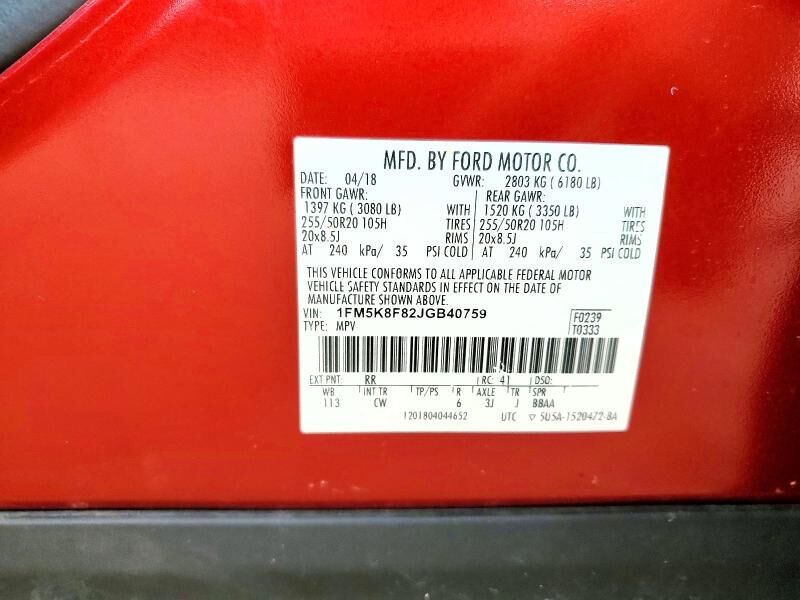 MFD. BY FORD MOTOR CO.
DATE: 04/18 GVWR: 2803 KG ( 6180 LB)
FRONT GAWR: REAR GAWR:
1397 KG ( 3080 LB) WITH 1520 KG ( 3350 LB) WITH
255/50R20 105H TIRES 255/50R20 105H TIRES
20x8.5J RIMS 20x8.5J RIMS
AT 240 kPa/ 35 PSI COLD AT 240 kPa/ 35 PSI COLD
THIS VEHICLE CONFORMS TO ALL APPLICABLE FEDERAL MOTOR
VEHICLE SAFETY STANDARDS IN EFFECT ON THE DATE OF
MANUFACTURE SHOWN ABOVE.
VIN: 1FM5K8F82JGB40759 F0239
TYPE: MPV T0333
EXT PNT: RR RC: 41 DSO:
WB INT TR TP/PS R AXLE TR SPR
113 CW 6 3J J BBAA
1201804044652 UTC ▽ 5U5A-1520472-BA